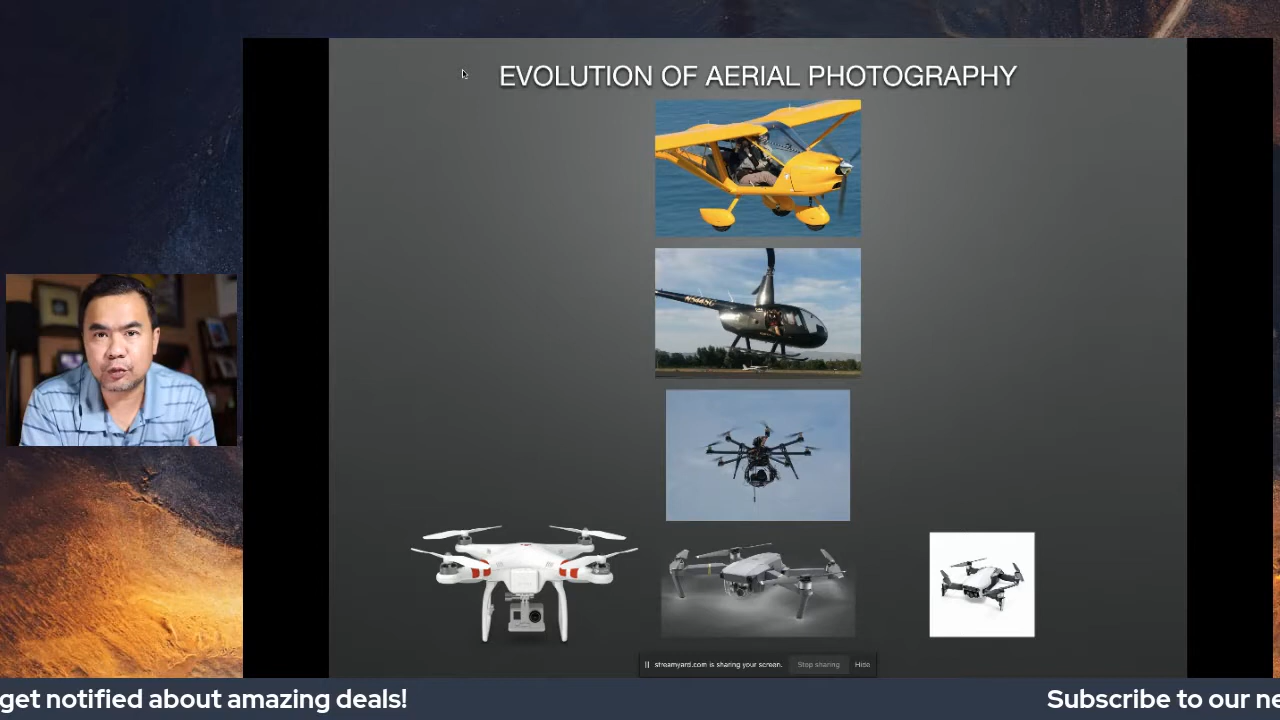 EVOLUTION OF AERIAL PHOTOGRAPHY
streamyard.com is sharing your screen. Stop sharing Hide
get notified about amazing deals! Subscribe to our ne